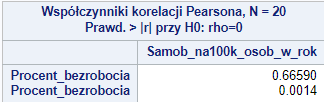 Współczynniki korelacji Pearsona, N = 20
Prawd. > |r| przy H0: rho=0
Samob_na100k_osob_w_rok
Procent_bezrobocia 0.66590
Procent_bezrobocia 0.0014